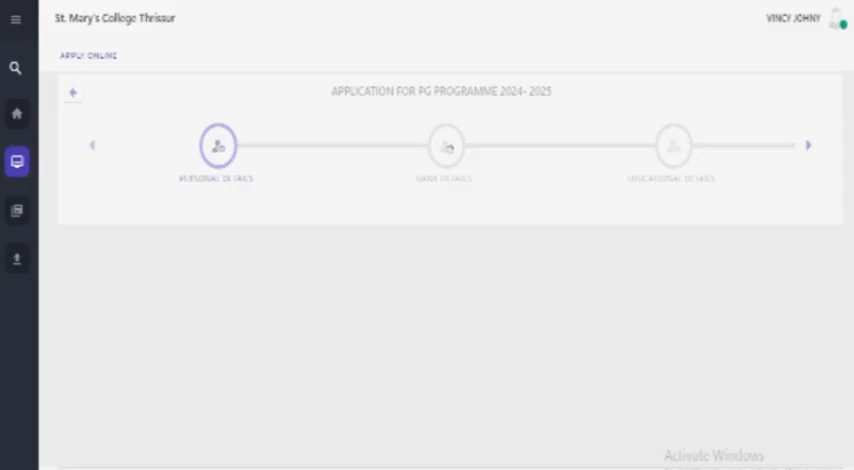 St. Mary's College Thrissur
VINCY JOHNY
APPLY ONLINE
APPLICATION FOR PG PROGRAMME 2024- 2025
PERSONAL DETAILS
BANK DETAILS
EDUCATIONAL DETAILS
Activate Windows